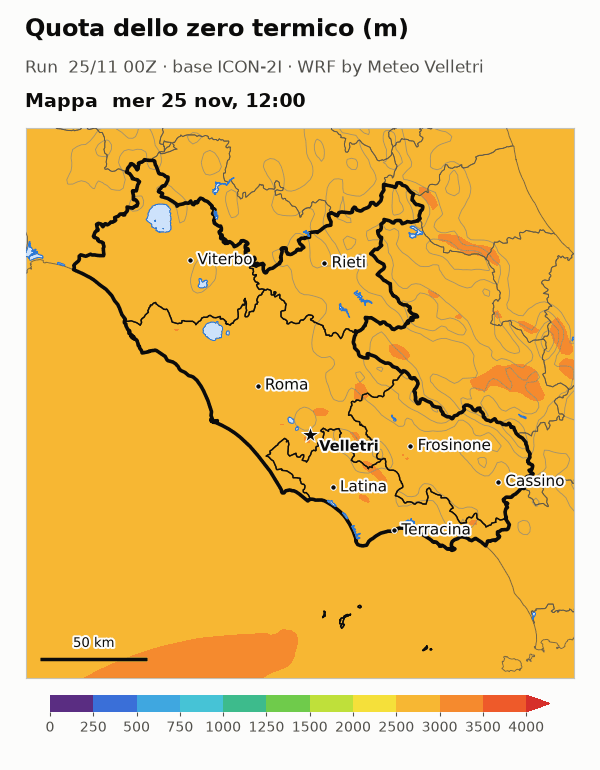 Quota dello zero termico (m)
Run  25/11 00Z · base ICON-2I · WRF by Meteo Velletri
Mappa  mer 25 nov, 12:00
Viterbo
Rieti
Roma
Velletri
Frosinone
Latina
Cassino
Terracina
50 km
0 250 500 750 1000 1250 1500 2000 2500 3000 3500 4000